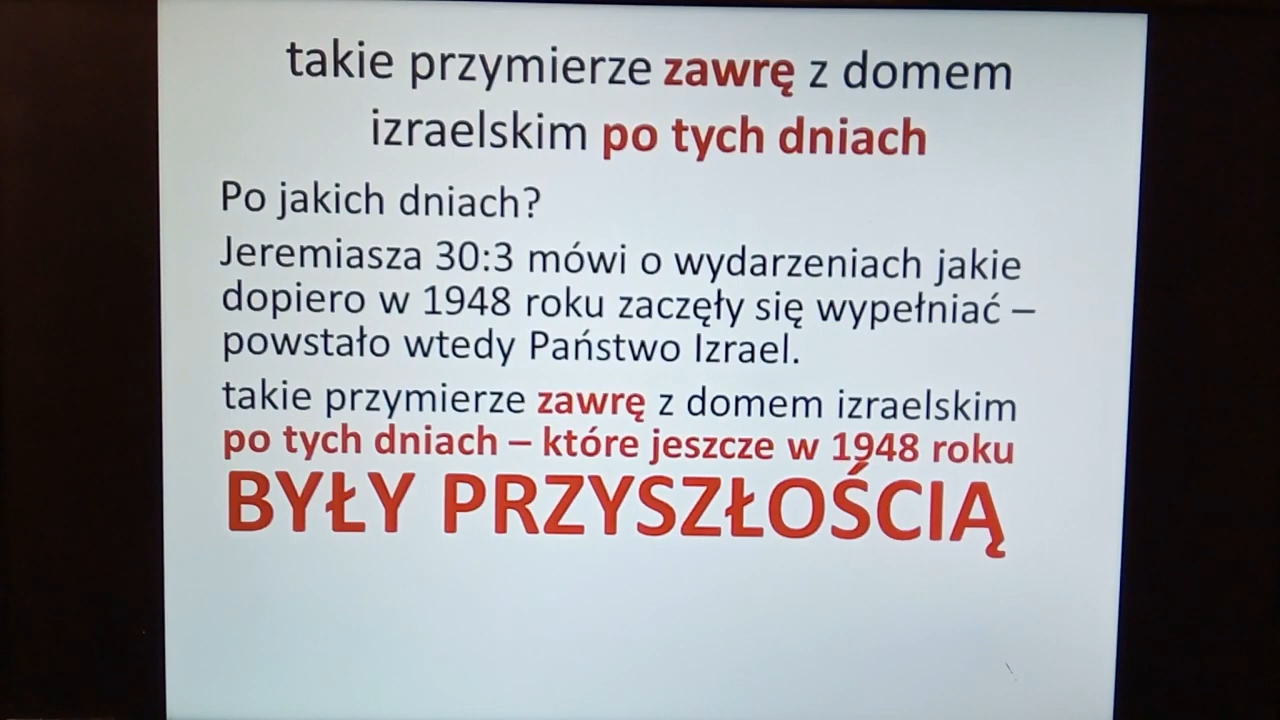 takie przymierze zawrę z domem
izraelskim po tych dniach
Po jakich dniach?
Jeremiasza 30:3 mówi o wydarzeniach jakie
dopiero w 1948 roku zaczęły się wypełniać –
powstało wtedy Państwo Izrael.
takie przymierze zawrę z domem izraelskim
po tych dniach – które jeszcze w 1948 roku
BYŁY PRZYSZŁOŚCIĄ